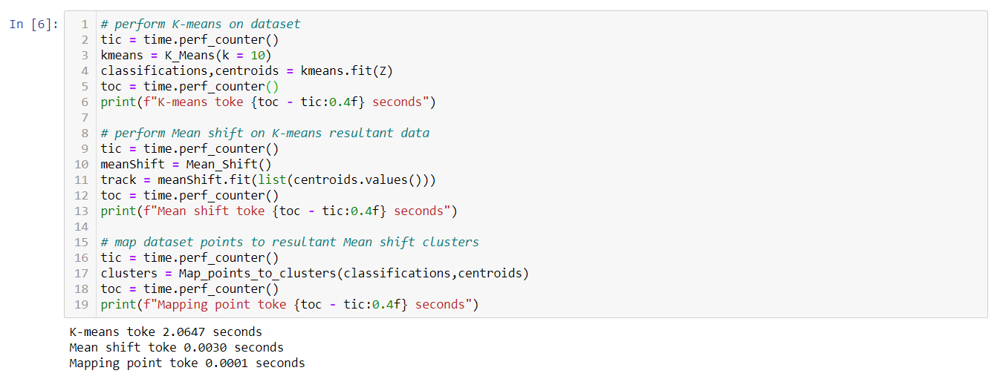 In [6]:
1 # perform K-means on dataset
2 tic = time.perf_counter()
3 kmeans = K_Means(k = 10)
4 classifications,centroids = kmeans.fit(Z)
5 toc = time.perf_counter()
6 print(f"K-means toke {toc - tic:0.4f} seconds")
7
8 # perform Mean shift on K-means resultant data
9 tic = time.perf_counter()
10 meanShift = Mean_Shift()
11 track = meanShift.fit(list(centroids.values()))
12 toc = time.perf_counter()
13 print(f"Mean shift toke {toc - tic:0.4f} seconds")
14
15 # map dataset points to resultant Mean shift clusters
16 tic = time.perf_counter()
17 clusters = Map_points_to_clusters(classifications,centroids)
18 toc = time.perf_counter()
19 print(f"Mapping point toke {toc - tic:0.4f} seconds")
K-means toke 2.0647 seconds
Mean shift toke 0.0030 seconds
Mapping point toke 0.0001 seconds